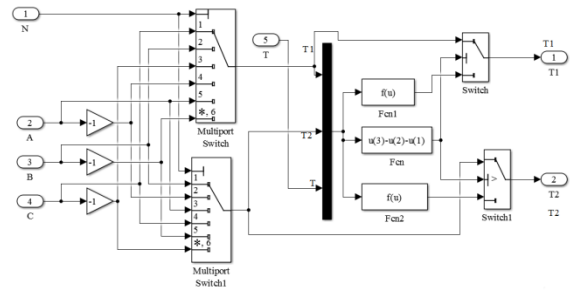 1
N
1
2
3
4
5
*, 6
Multiport
Switch
2
A
-1
3
B
-1
4
C
-1
1
2
3
4
5
*, 6
Multiport
Switch1
5
T
T1
T2
T
f(u)
Fcn1
u(3)-u(2)-u(1)
Fcn
f(u)
Fcn2
Switch
>
Switch1
T1
1
T1
2
T2
T2